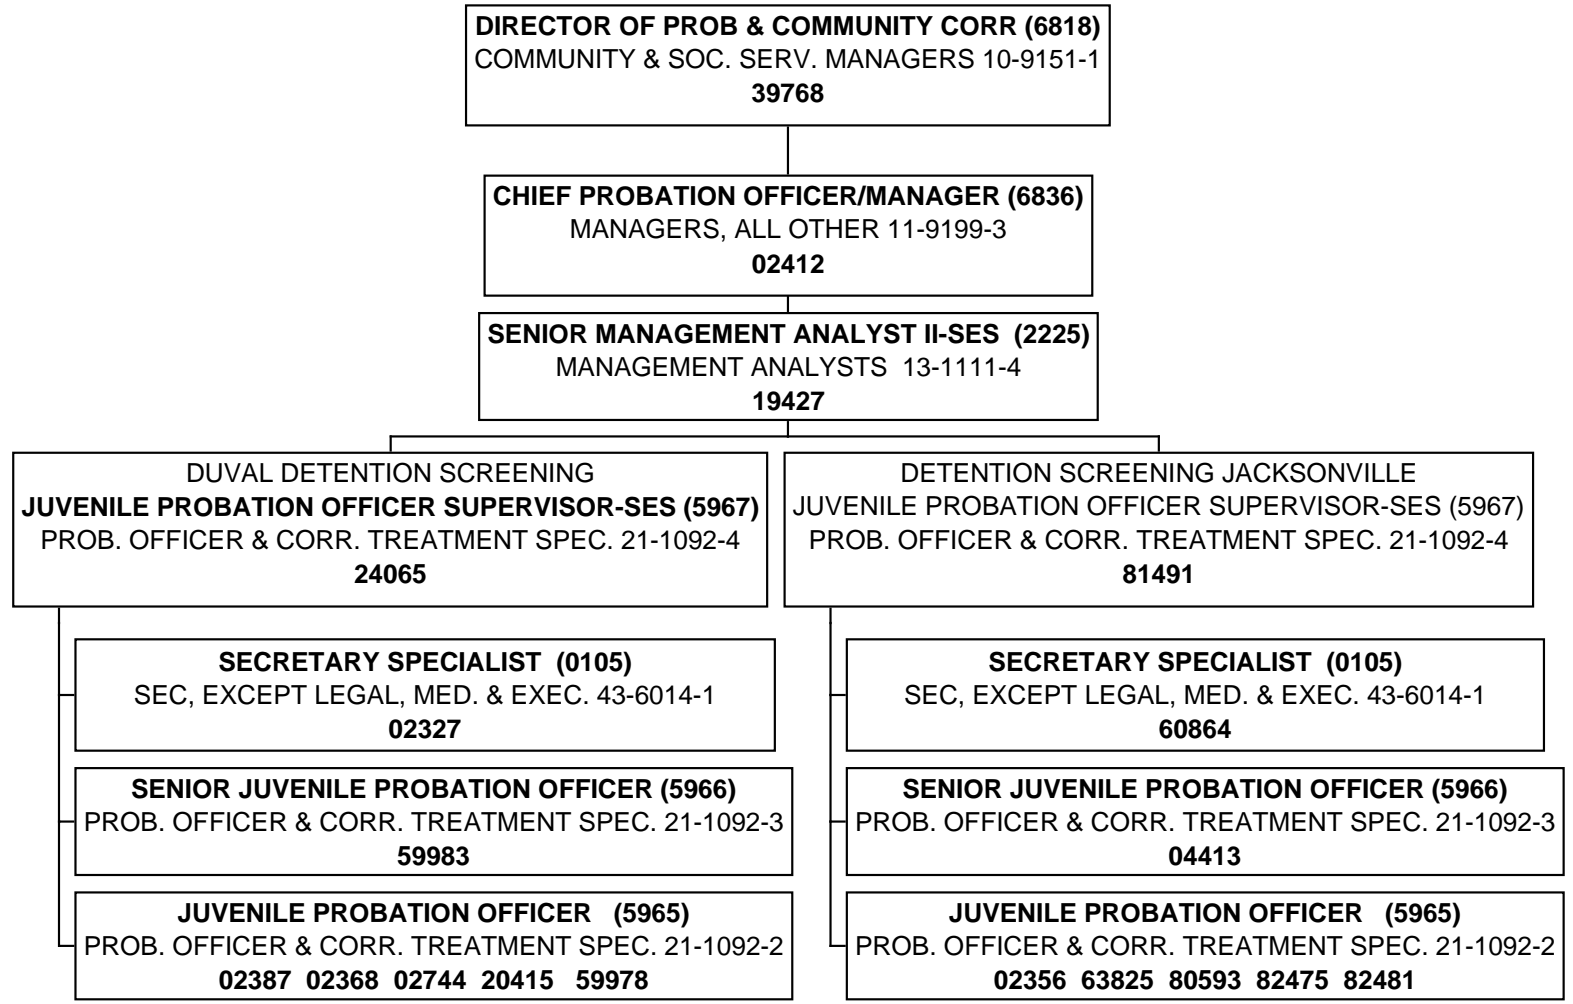 DIRECTOR OF PROB & COMMUNITY CORR (6818)
COMMUNITY & SOC. SERV. MANAGERS 10-9151-1
39768
CHIEF PROBATION OFFICER/MANAGER (6836)
MANAGERS, ALL OTHER 11-9199-3
02412
SENIOR MANAGEMENT ANALYST II-SES (2225)
MANAGEMENT ANALYSTS 13-1111-4
19427
DUVAL DETENTION SCREENING
JUVENILE PROBATION OFFICER SUPERVISOR-SES (5967)
PROB. OFFICER & CORR. TREATMENT SPEC. 21-1092-4
24065
SECRETARY SPECIALIST (0105)
SEC, EXCEPT LEGAL, MED. & EXEC. 43-6014-1
02327
SENIOR JUVENILE PROBATION OFFICER (5966)
PROB. OFFICER & CORR. TREATMENT SPEC. 21-1092-3
59983
JUVENILE PROBATION OFFICER (5965)
PROB. OFFICER & CORR. TREATMENT SPEC. 21-1092-2
02387 02368 02744 20415 59978
DETENTION SCREENING JACKSONVILLE
JUVENILE PROBATION OFFICER SUPERVISOR-SES (5967)
PROB. OFFICER & CORR. TREATMENT SPEC. 21-1092-4
81491
SECRETARY SPECIALIST (0105)
SEC, EXCEPT LEGAL, MED. & EXEC. 43-6014-1
60864
SENIOR JUVENILE PROBATION OFFICER (5966)
PROB. OFFICER & CORR. TREATMENT SPEC. 21-1092-3
04413
JUVENILE PROBATION OFFICER (5965)
PROB. OFFICER & CORR. TREATMENT SPEC. 21-1092-2
02356 63825 80593 82475 82481